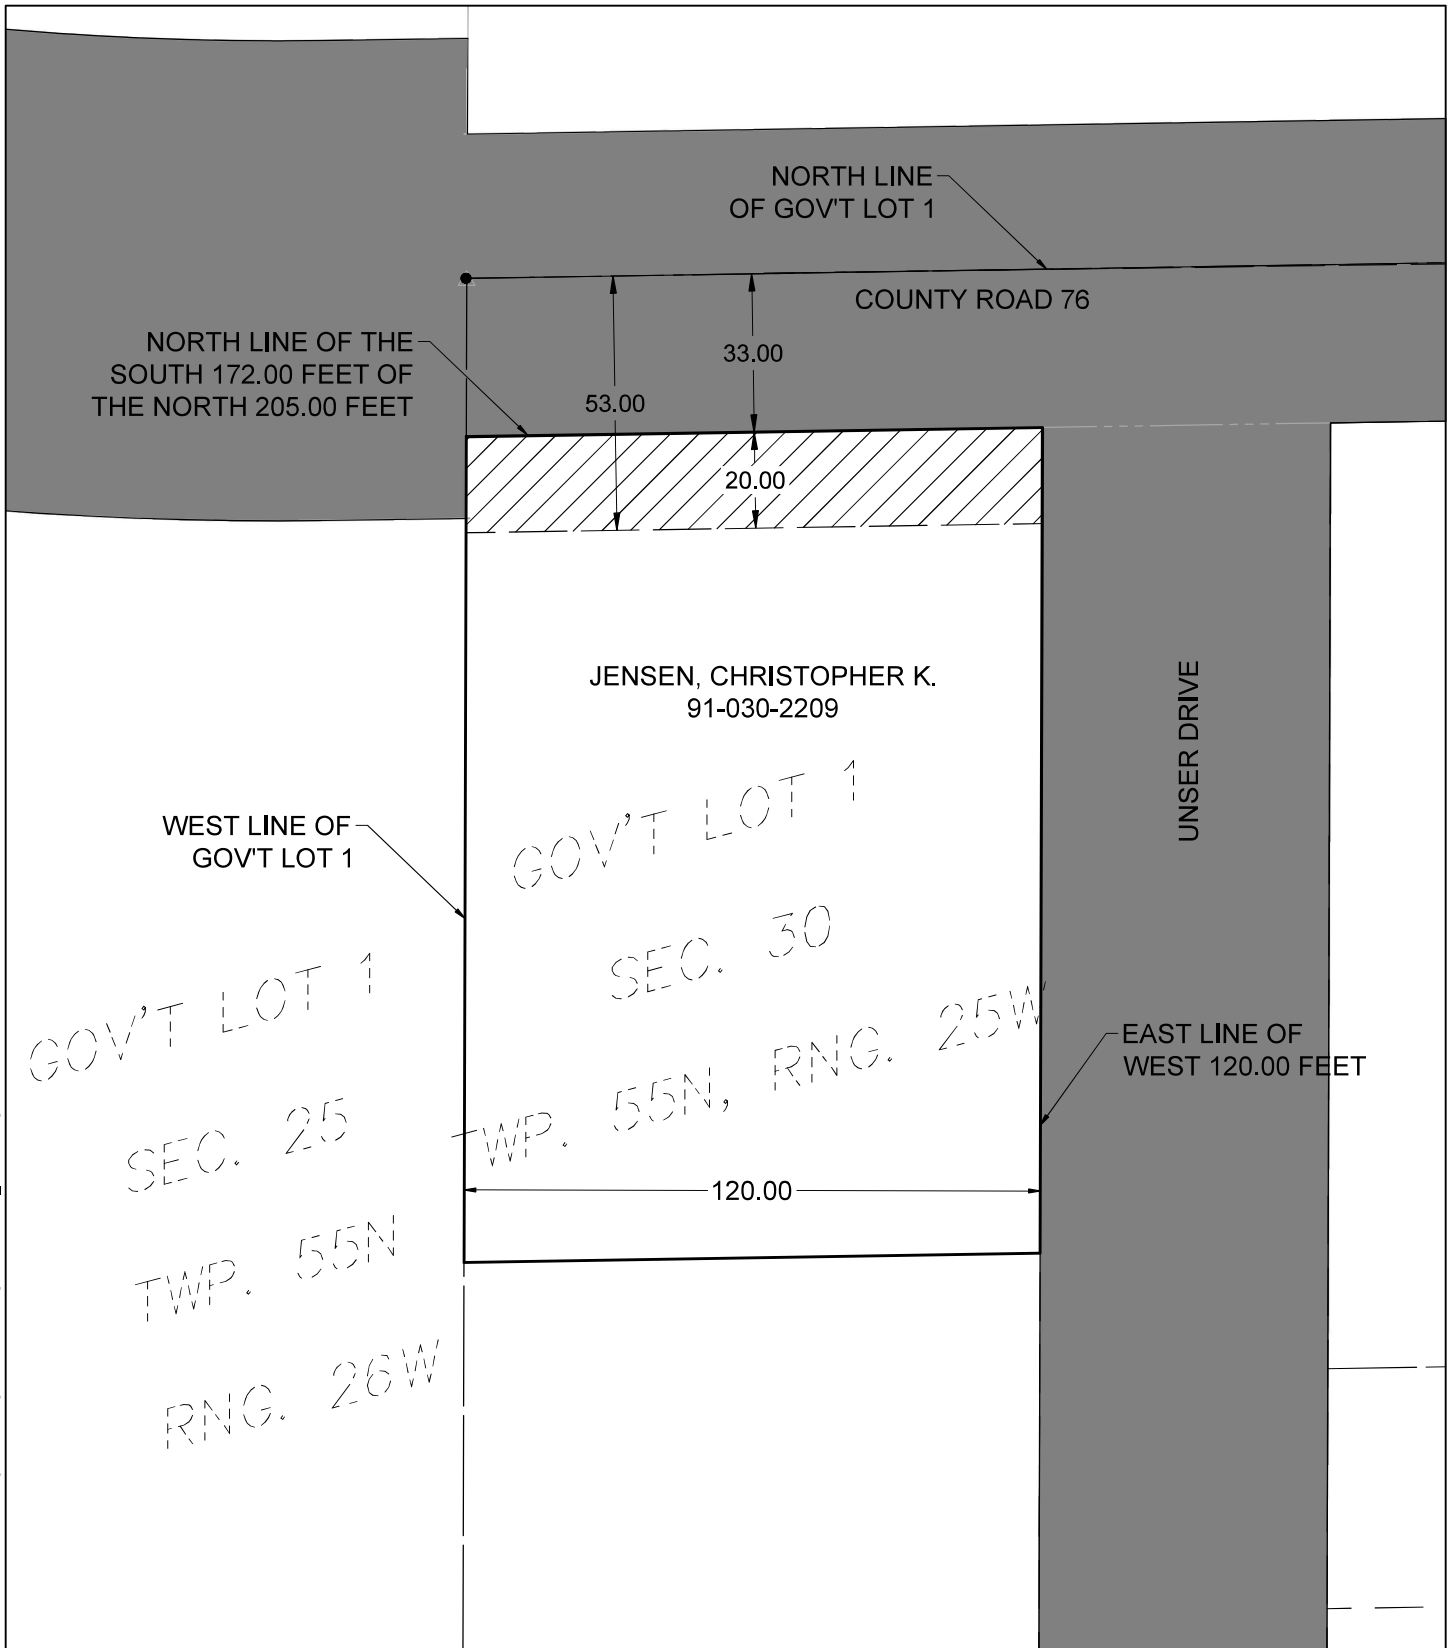 NORTH LINE
OF GOV'T LOT 1
COUNTY ROAD 76
NORTH LINE OF THE
SOUTH 172.00 FEET OF
THE NORTH 205.00 FEET
33.00
53.00
20.00
JENSEN, CHRISTOPHER K.
91-030-2209
UNSER DRIVE
WEST LINE OF
GOV'T LOT 1
GOV'T LOT 1
SEC. 30
TWP. 55N, RNG. 25W
GOV'T LOT 1
SEC. 25
TWP. 55N
RNG. 26W
EAST LINE OF
WEST 120.00 FEET
120.00